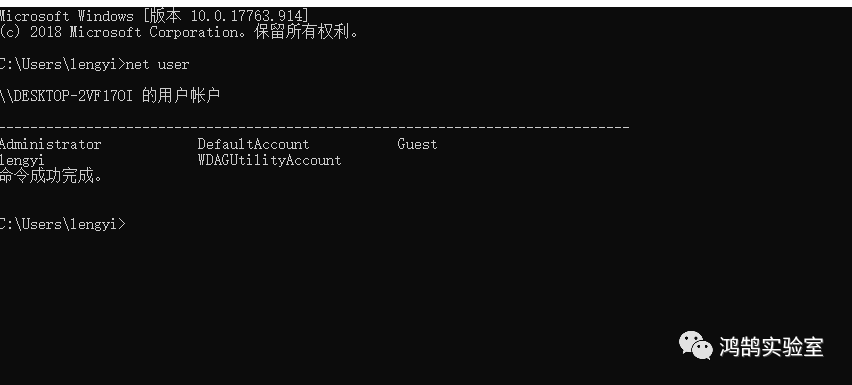 Microsoft Windows [版本 10.0.17763.914]
(c) 2018 Microsoft Corporation。保留所有权利。
C:\Users\lengyi>net user
\\DESKTOP-2VF17OI 的用户帐户
-------------------------------------------------------------------------------
Administrator DefaultAccount Guest
lengyi WDAGUtilityAccount
命令成功完成。
C:\Users\lengyi>
鸿鹄实验室